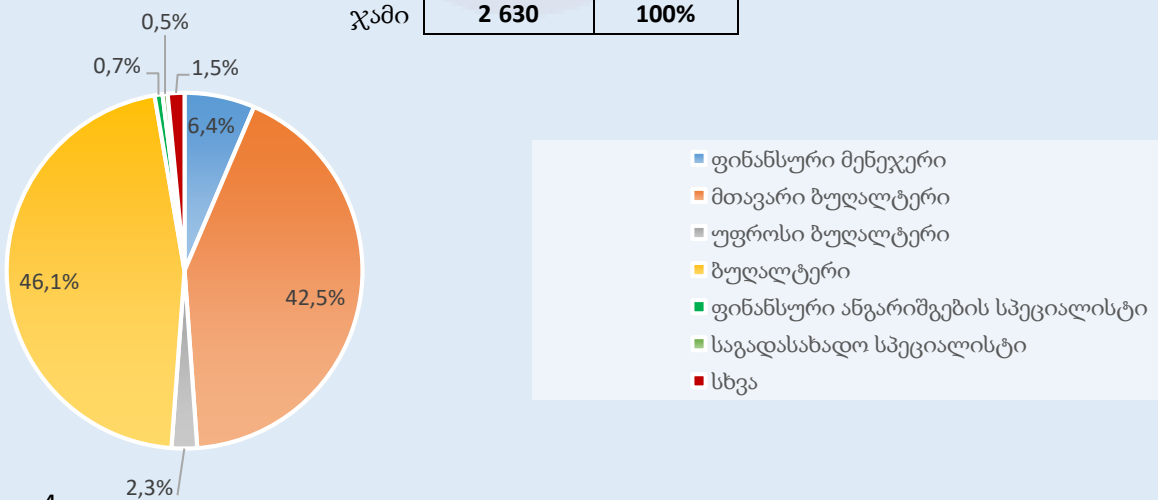 ჯამი 2 630 100%
0,5%
0,7%
1,5%
6,4%
42,5%
46,1%
2,3%
ფინანსური მენეჯერი
მთავარი ბუღალტერი
უფროსი ბუღალტერი
ბუღალტერი
ფინანსური ანგარიშგების სპეციალისტი
საგადასახადო სპეციალისტი
სხვა